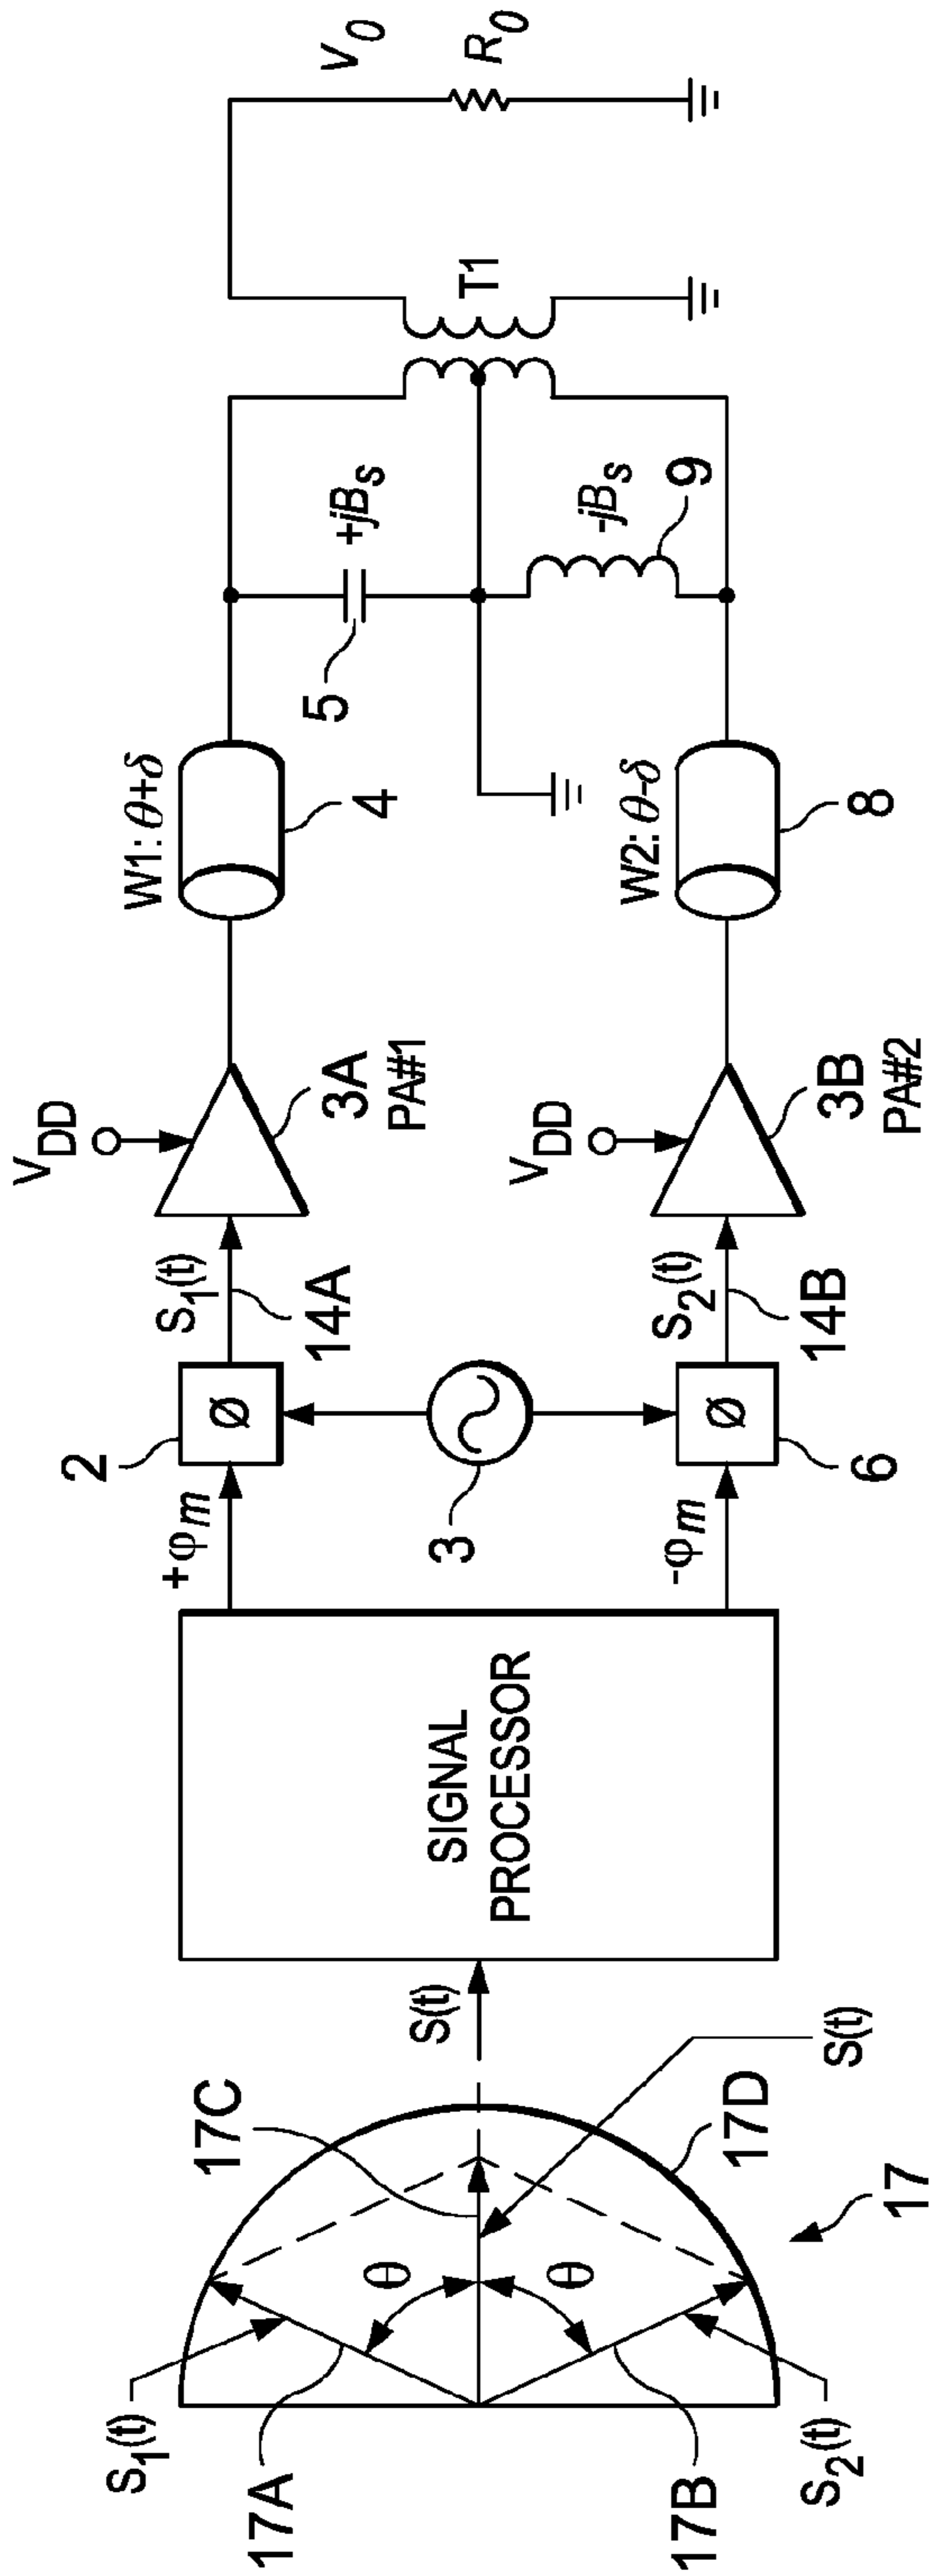 S₁(t)
17A
17B
S₂(t)
θ
θ
17C
17D
S(t)
17
S(t)
SIGNAL
PROCESSOR
+φm
-φm
2
Ø
3
Ø
6
S₁(t)
14A
S₂(t)
14B
VDD
3A
PA#1
VDD
3B
PA#2
W1: θ+δ
4
W2: θ-δ
8
5
+jBs
-jBs
9
T1
V0
R0